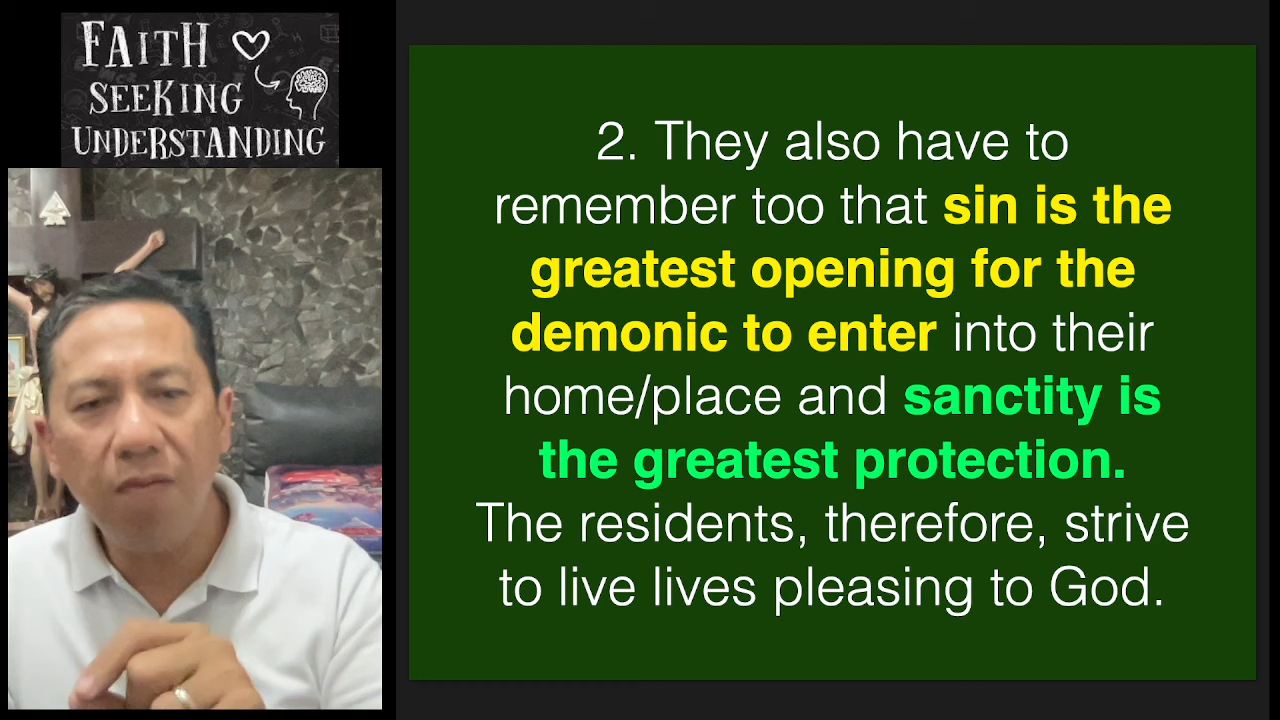 FAITH
SEEKING
UNDERSTANDING
2. They also have to
remember too that sin is the
greatest opening for the
demonic to enter into their
home/place and sanctity is
the greatest protection.
The residents, therefore, strive
to live lives pleasing to God.